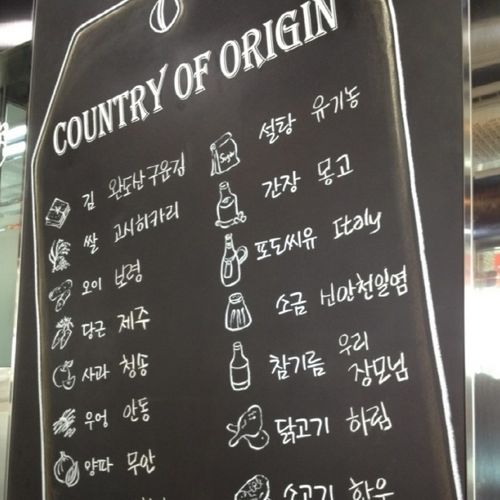 COUNTRY OF ORIGIN
김 완도산 구운김
쌀 고시히카리
오이 보령
당근 제주
사과 청송
우엉 안동
양파 무안
Sugar
설탕 유기농
간장 몽고
포도씨유 Italy
소금 신안천일염
참기름 우리
장모님
닭고기 하림
소고기 한우